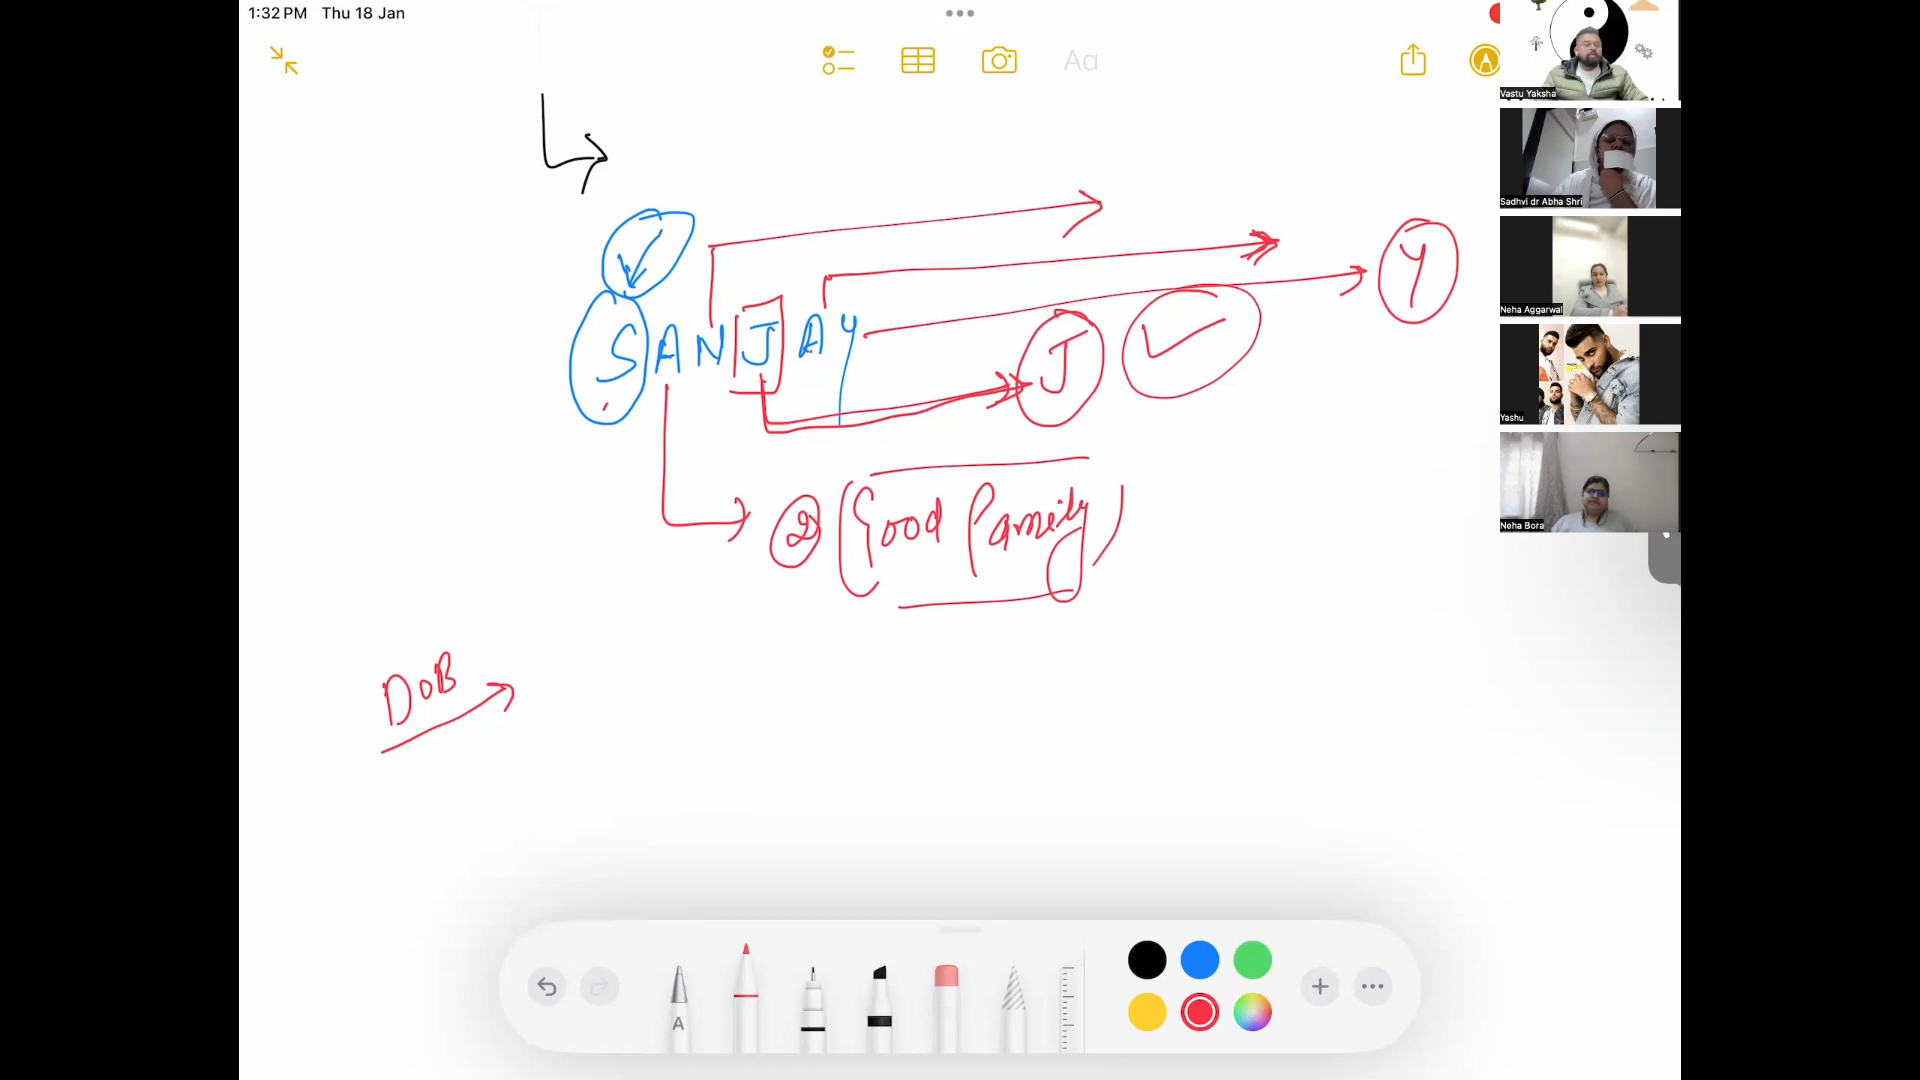 1:32 PM Thu 18 Jan
Aa
Vastu Yaksha
Sadhvi dr Abha Shri
Neha Aggarwal
Yashu
Neha Bora
Y
SANJAY
J
2 (Good Family)
DOB
A